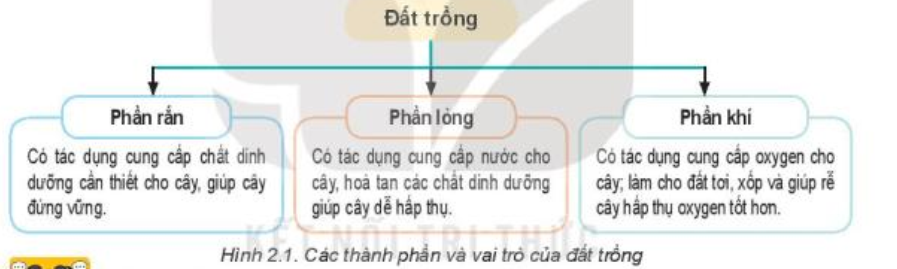 Đất trồng
Phần rắn
Có tác dụng cung cấp chất dinh
dưỡng cần thiết cho cây, giúp cây
đứng vững.
Phần lỏng
Có tác dụng cung cấp nước cho
cây, hoà tan các chất dinh dưỡng
giúp cây dễ hấp thụ.
Phần khí
Có tác dụng cung cấp oxygen cho
cây; làm cho đất tơi, xốp và giúp rễ
cây hấp thụ oxygen tốt hơn.
KẾT NỐI TRI THỨC
Hình 2.1. Các thành phần và vai trò của đất trồng